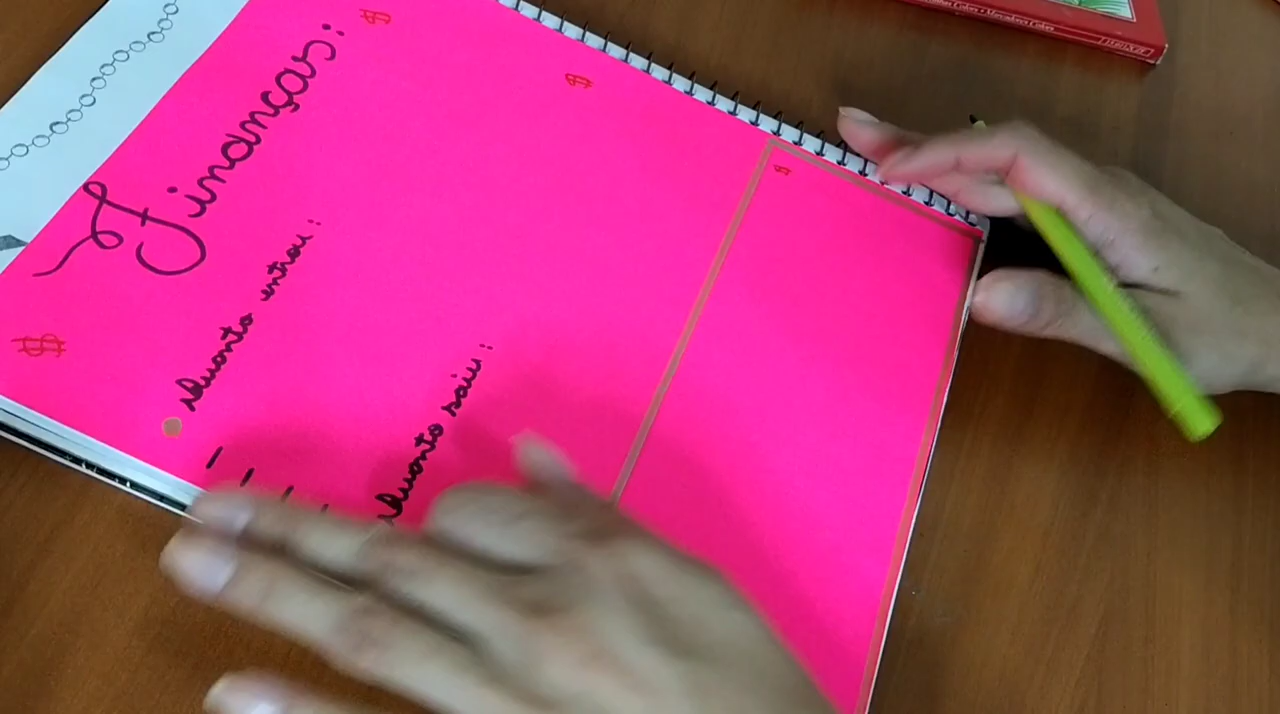 Finanças:
$
$
$
$
Quanto entrou:
-
-
-
-
Quanto saiu: